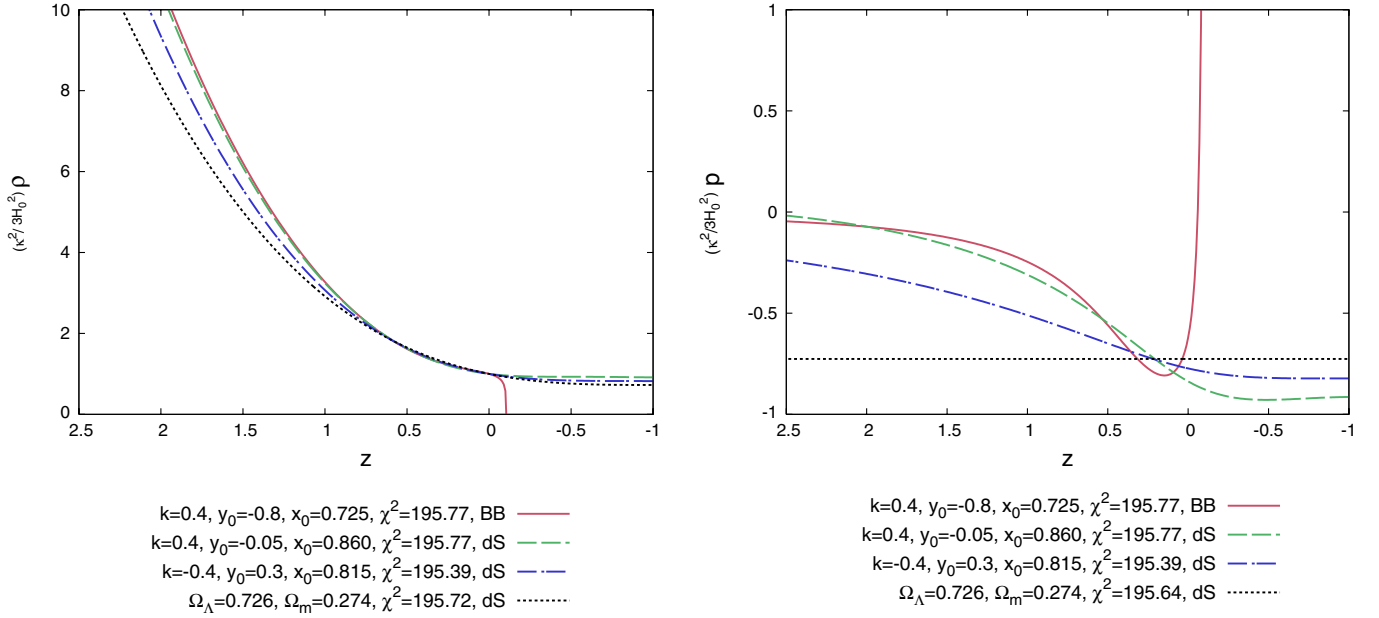 10
8
6
4
2
0
(κ²/3H₀²) ρ
2.5 2 1.5 1 0.5 0 -0.5 -1
z
k=0.4, y₀=-0.8, x₀=0.725, χ²=195.77, BB
k=0.4, y₀=-0.05, x₀=0.860, χ²=195.77, dS
k=-0.4, y₀=0.3, x₀=0.815, χ²=195.39, dS
Ω_Λ=0.726, Ω_m=0.274, χ²=195.72, dS
1
0.5
0
-0.5
-1
(κ²/3H₀²) p
2.5 2 1.5 1 0.5 0 -0.5 -1
z
k=0.4, y₀=-0.8, x₀=0.725, χ²=195.77, BB
k=0.4, y₀=-0.05, x₀=0.860, χ²=195.77, dS
k=-0.4, y₀=0.3, x₀=0.815, χ²=195.39, dS
Ω_Λ=0.726, Ω_m=0.274, χ²=195.64, dS